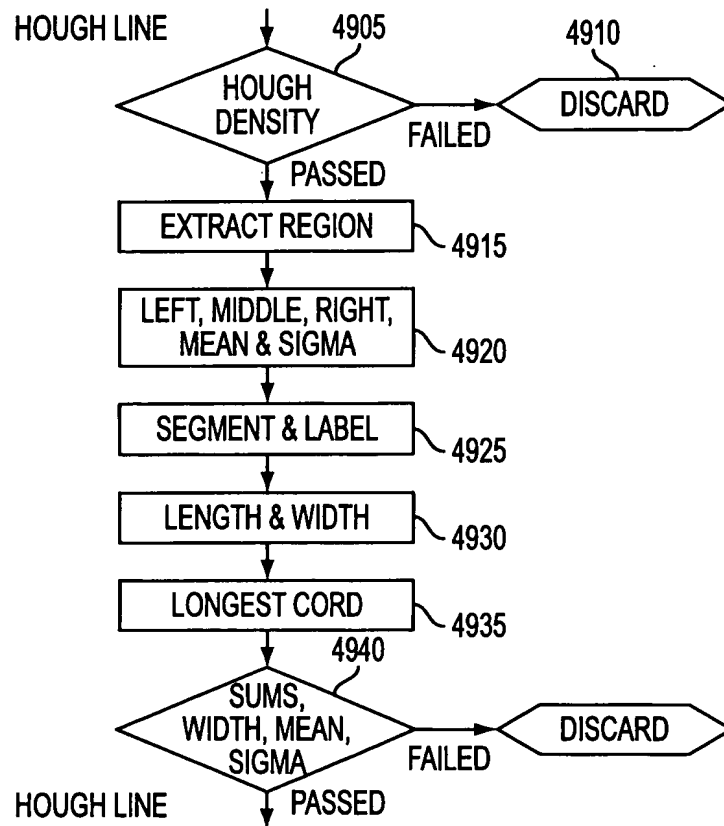 HOUGH LINE
4905
4910
HOUGH
DENSITY
DISCARD
FAILED
PASSED
EXTRACT REGION
4915
LEFT, MIDDLE, RIGHT,
MEAN & SIGMA
4920
SEGMENT & LABEL
4925
LENGTH & WIDTH
4930
LONGEST CORD
4935
4940
SUMS,
WIDTH, MEAN,
SIGMA
DISCARD
FAILED
HOUGH LINE
PASSED